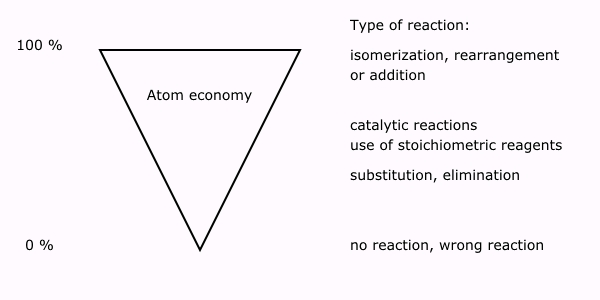 Type of reaction:
100 %
isomerization, rearrangement
or addition
Atom economy
catalytic reactions
use of stoichiometric reagents
substitution, elimination
0 %
no reaction, wrong reaction